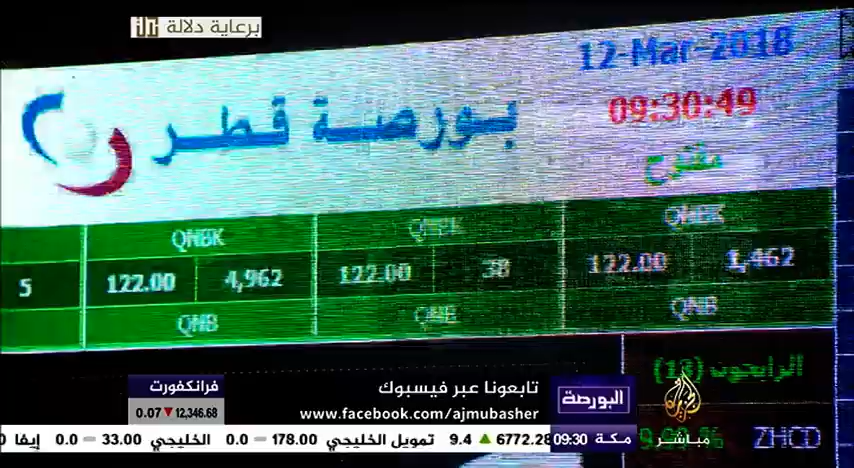 برعاية دلالة
12-Mar-2018
09:30:49
بورصة قطر
مفتوح
QNBK QNBK QNBK
5 122.00 4,962 122.00 38 122.00 1,462
QNB QNB QNB
الرابحون (13)
ZHCD
فرانكفورت
0.07 ▼ 12,346.68
تابعونا عبر فيسبوك
www.facebook.com/ajmubasher
البورصة
الجزيرة
مباشر
مكة 09:30
6772.28 ▲ 9.4 تمويل الخليجي 178.00 = 0.0 الخليجي 33.00 = 0.0 إيفا 0